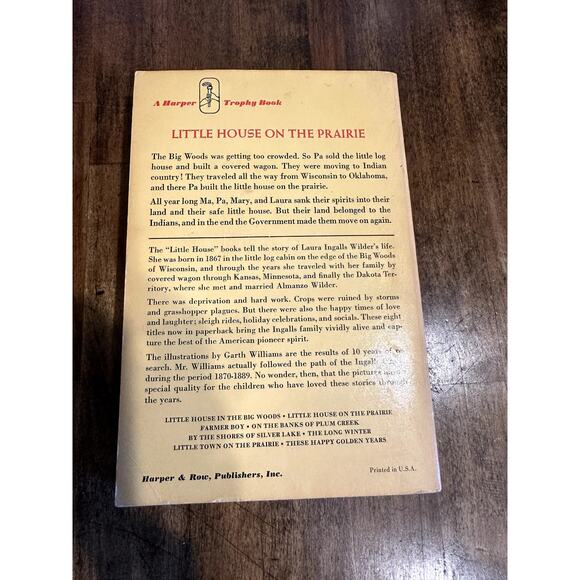 A Harper Trophy Book
LITTLE HOUSE ON THE PRAIRIE
The Big Woods was getting too crowded. So Pa sold the little log
house and built a covered wagon. They were moving to Indian
country! They traveled all the way from Wisconsin to Oklahoma,
and there Pa built the little house on the prairie.
All year long Ma, Pa, Mary, and Laura sank their spirits into their
land and their safe little house. But their land belonged to the
Indians, and in the end the Government made them move on again.
The "Little House" books tell the story of Laura Ingalls Wilder's life.
She was born in 1867 in the little log cabin on the edge of the Big Woods
of Wisconsin, and through the years she traveled with her family by
covered wagon through Kansas, Minnesota, and finally the Dakota Ter-
ritory, where she met and married Almanzo Wilder.
There was deprivation and hard work. Crops were ruined by storms
and grasshopper plagues. But there were also the happy times of love
and laughter; sleigh rides, holiday celebrations, and socials. These eight
titles now in paperback bring the Ingalls family vividly alive and cap-
ture the best of the American pioneer spirit.
The illustrations by Garth Williams are the results of 10 years of
search. Mr. Williams actually followed the path of the
during the period 1870-1889. No wonder, then, that the pictures
special quality for the children who have loved these stories through
the years.
LITTLE HOUSE IN THE BIG WOODS · LITTLE HOUSE ON THE PRAIRIE
FARMER BOY · ON THE BANKS OF PLUM CREEK
BY THE SHORES OF SILVER LAKE · THE LONG WINTER
LITTLE TOWN ON THE PRAIRIE · THESE HAPPY GOLDEN YEARS
Harper & Row, Publishers, Inc.
Printed in U.S.A.